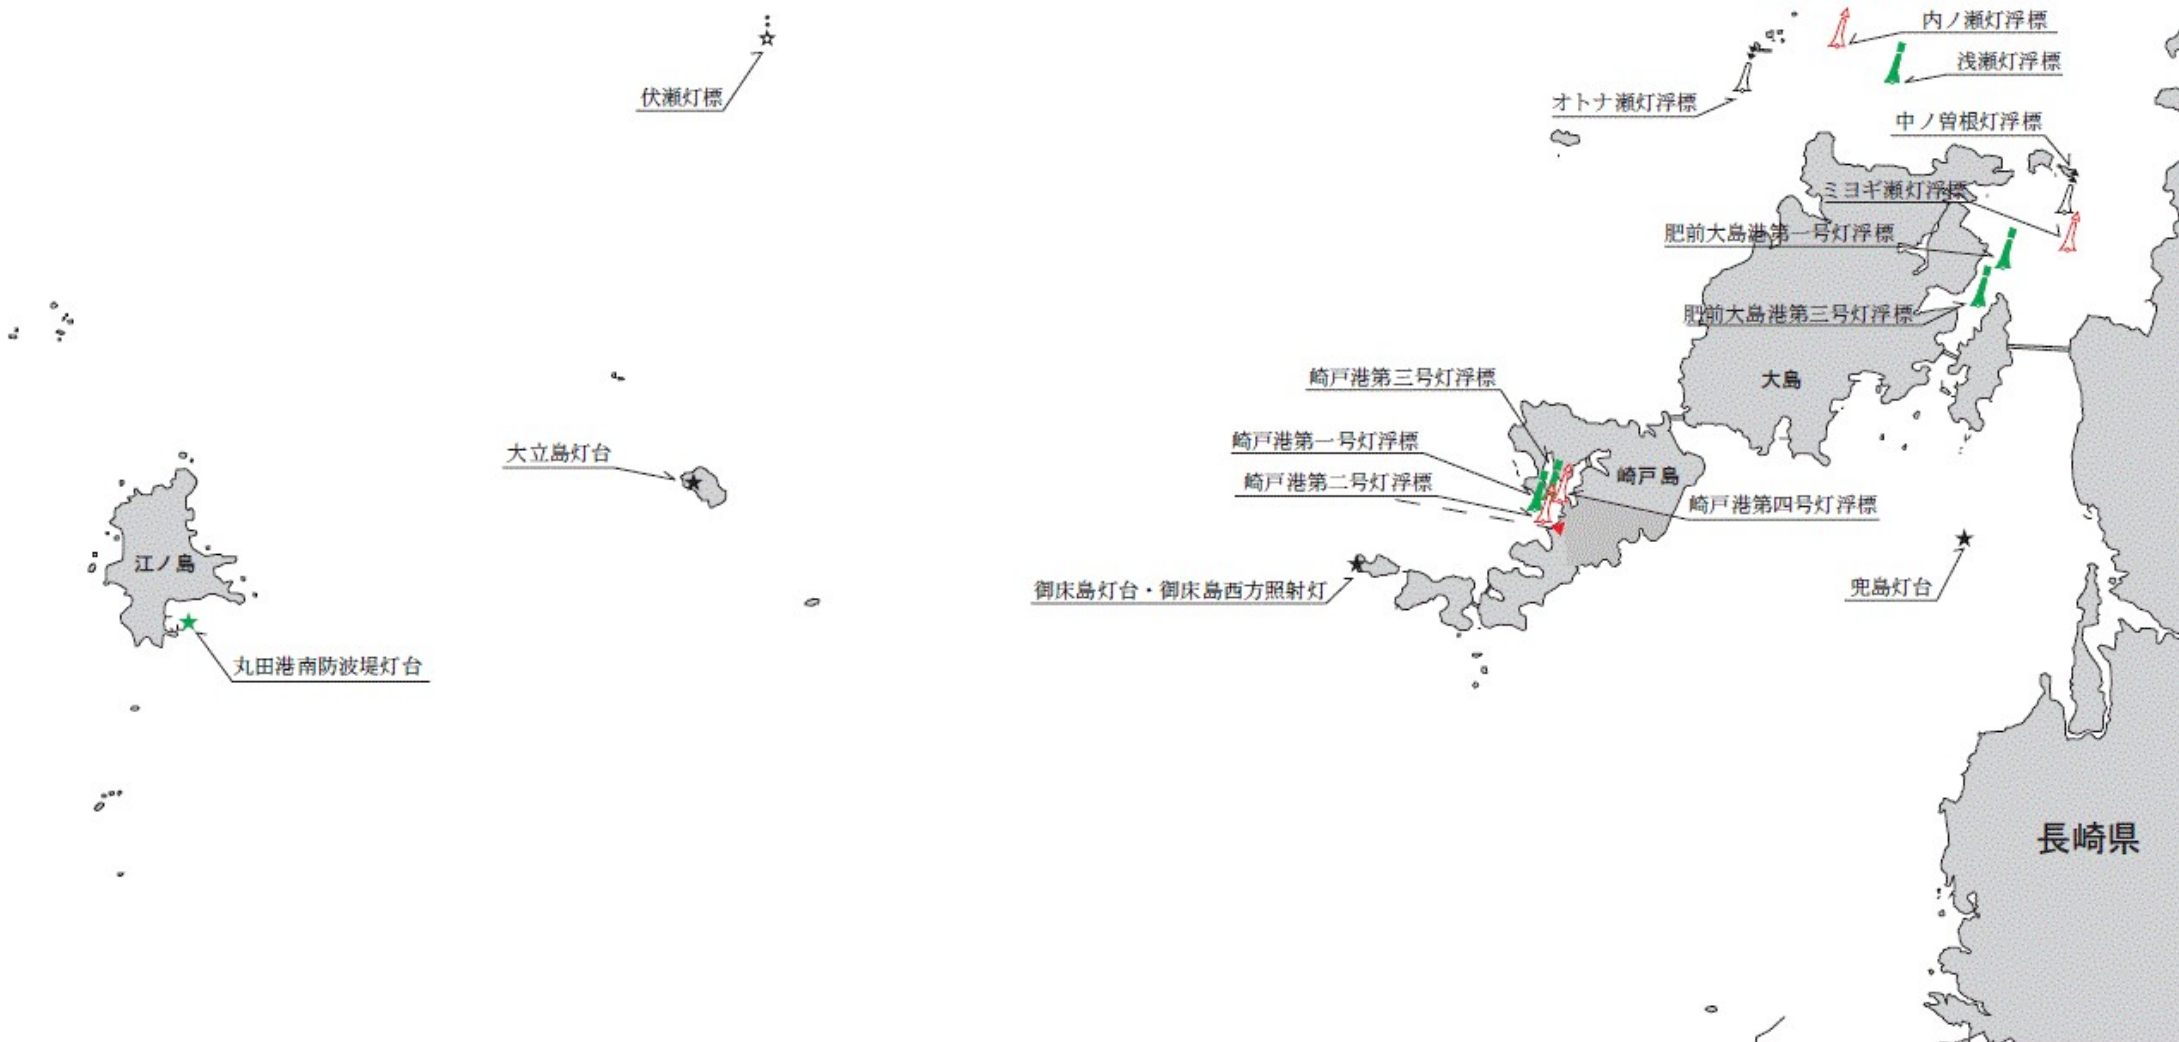 内ノ瀬灯浮標
浅瀬灯浮標
伏瀬灯標
オトナ瀬灯浮標
中ノ曽根灯浮標
ミヨギ瀬灯浮標
肥前大島港第一号灯浮標
肥前大島港第三号灯浮標
崎戸港第三号灯浮標
大島
崎戸港第一号灯浮標
大立島灯台
崎戸島
崎戸港第二号灯浮標
崎戸港第四号灯浮標
江ノ島
御床島灯台・御床島西方照射灯
兜島灯台
丸田港南防波堤灯台
長崎県